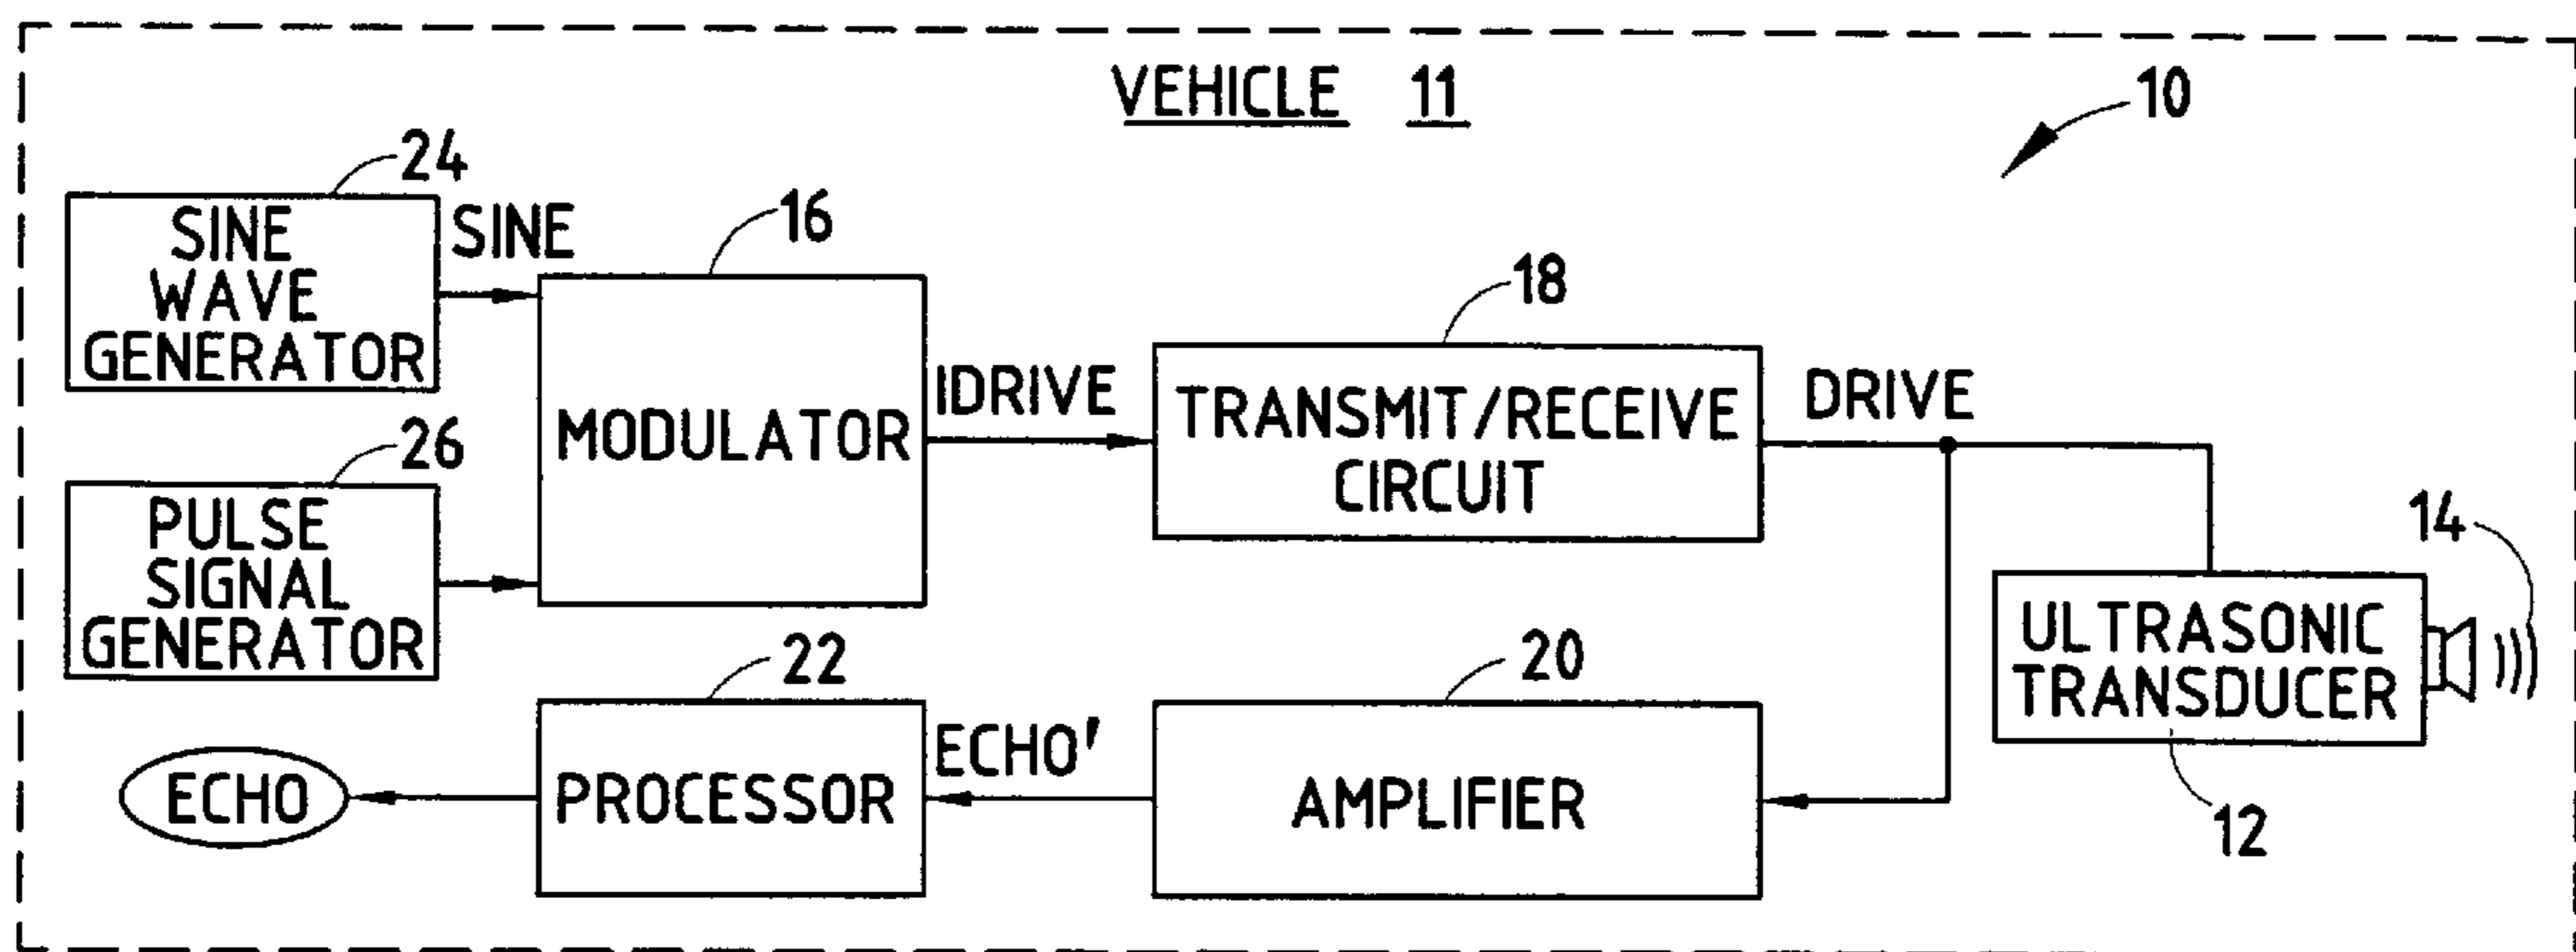 VEHICLE 11
10
24
SINE
WAVE
GENERATOR
SINE
16
MODULATOR
26
PULSE
SIGNAL
GENERATOR
IDRIVE
18
TRANSMIT/RECEIVE
CIRCUIT
DRIVE
14
ULTRASONIC
TRANSDUCER
12
20
AMPLIFIER
ECHO'
22
PROCESSOR
ECHO